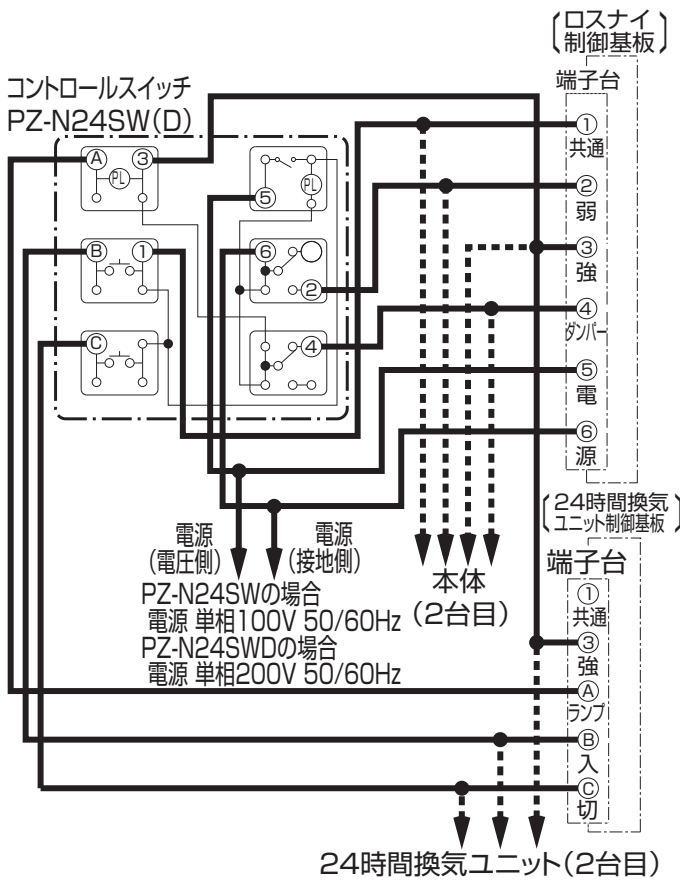 〔ロスナイ
制御基板〕
端子台
コントロールスイッチ
PZ-N24SW(D)
Ⓐ ③
PL
PL
⑤
Ⓑ ①
⑥
②
Ⓒ
④
①
共通
②
弱
③
強
④
ダンパー
⑤
電
⑥
源
電源
(電圧側)
電源
(接地側)
PZ-N24SWの場合
電源 単相100V 50/60Hz
PZ-N24SWDの場合
電源 単相200V 50/60Hz
本体
(2台目)
〔24時間換気
ユニット制御基板〕
端子台
①
共通
③
強
Ⓐ
ランプ
Ⓑ
入
Ⓒ
切
24時間換気ユニット(2台目)